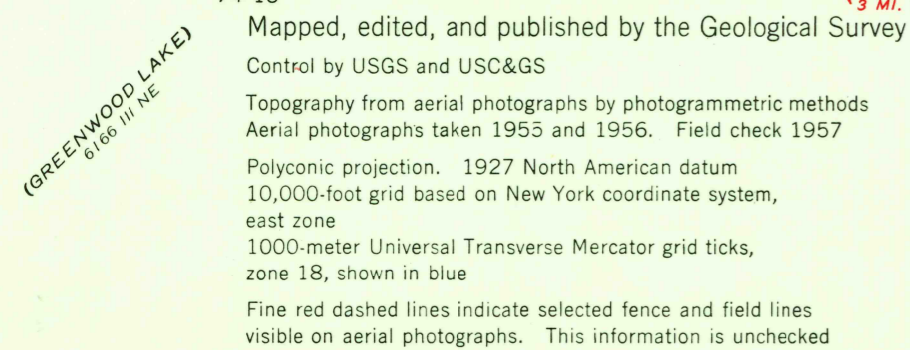 3 MI.
Mapped, edited, and published by the Geological Survey
(GREENWOOD LAKE)
6166 III NE
Control by USGS and USC&GS
Topography from aerial photographs by photogrammetric methods
Aerial photographs taken 1955 and 1956. Field check 1957
Polyconic projection. 1927 North American datum
10,000-foot grid based on New York coordinate system,
east zone
1000-meter Universal Transverse Mercator grid ticks,
zone 18, shown in blue
Fine red dashed lines indicate selected fence and field lines
visible on aerial photographs. This information is unchecked